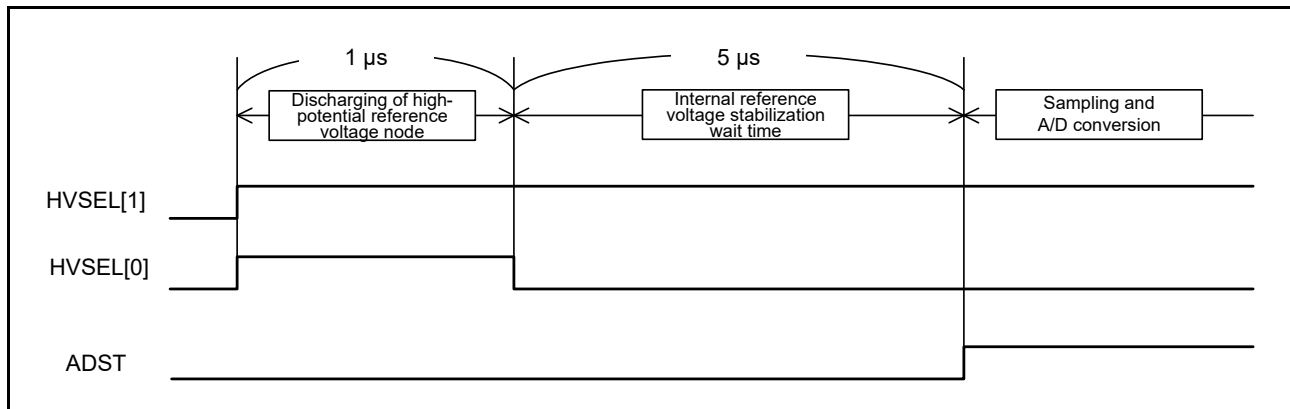 1 µs
5 µs
Discharging of high-
potential reference
voltage node
Internal reference
voltage stabilization
wait time
Sampling and
A/D conversion
HVSEL[1]
HVSEL[0]
ADST